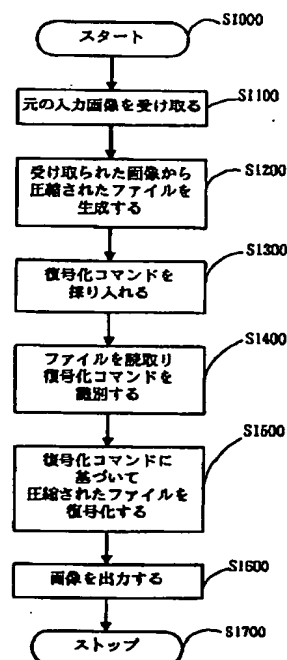 スタート
S1000
元の入力画像を受け取る
S1100
受け取られた画像から
圧縮されたファイルを
生成する
S1200
復号化コマンドを
採り入れる
S1300
ファイルを読取り
復号化コマンドを
識別する
S1400
復号化コマンドに
基づいて
圧縮されたファイルを
復号化する
S1500
画像を出力する
S1600
ストップ
S1700